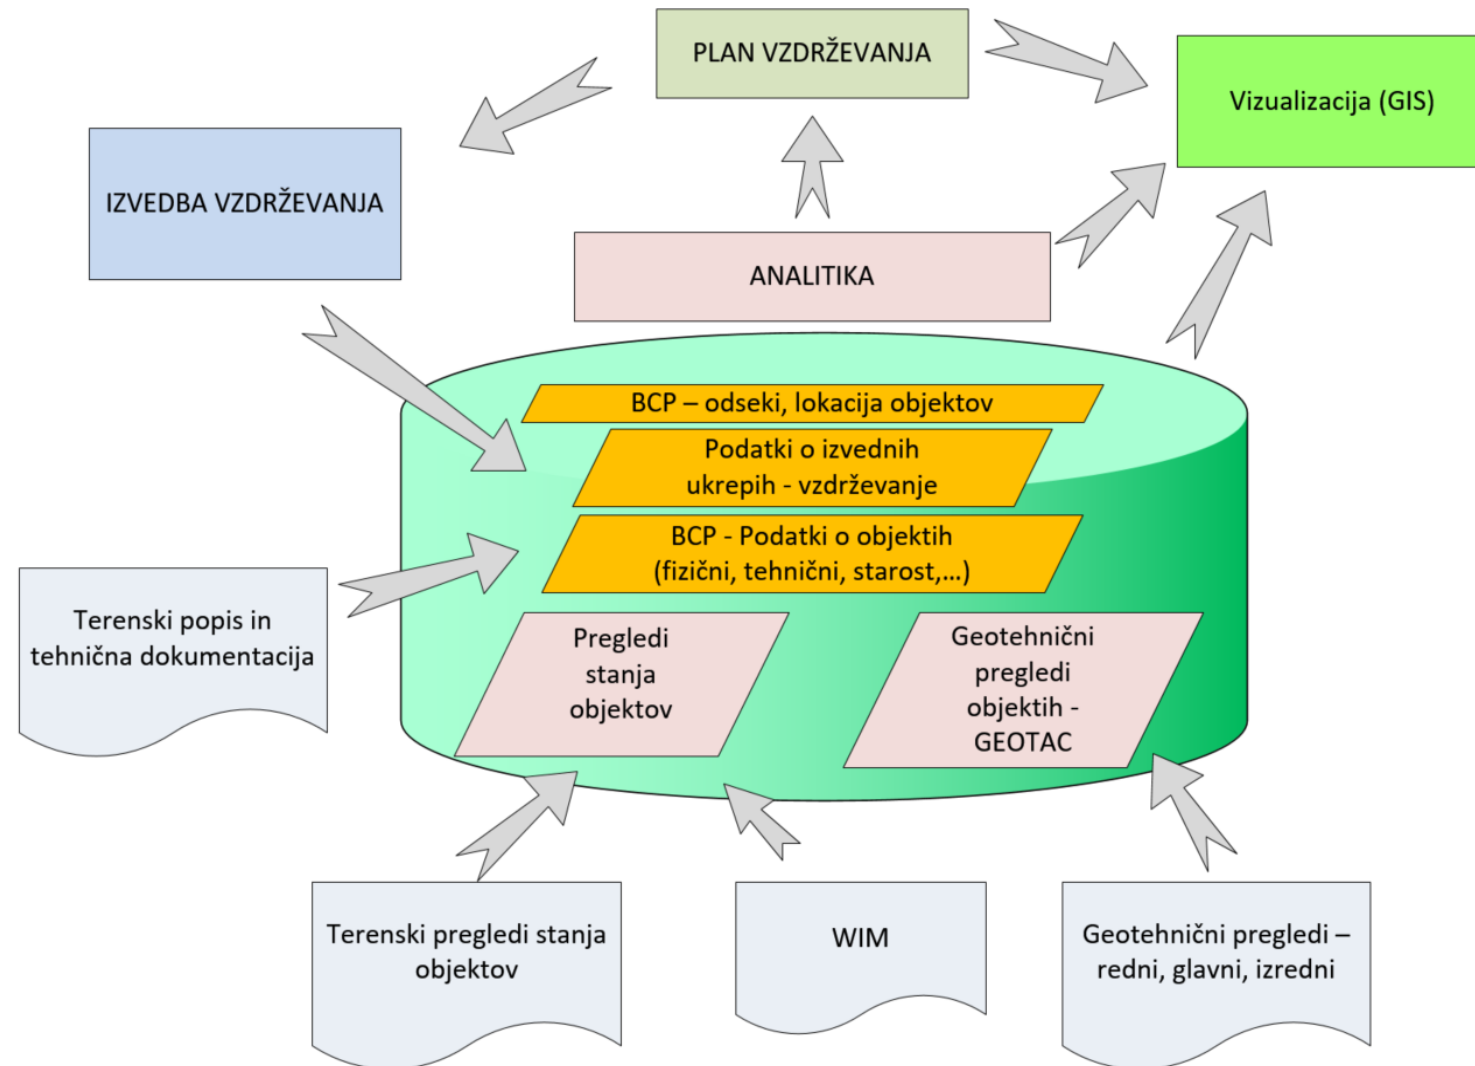 PLAN VZDRŽEVANJA
Vizualizacija (GIS)
IZVEDBA VZDRŽEVANJA
ANALITIKA
BCP – odseki, lokacija objektov
Podatki o izvednih
ukrepih - vzdrževanje
BCP - Podatki o objektih
(fizični, tehnični, starost,...)
Terenski popis in
tehnična dokumentacija
Pregledi
stanja
objektov
Geotehnični
pregledi
objektih -
GEOTAC
Terenski pregledi stanja
objektov
WIM
Geotehnični pregledi –
redni, glavni, izredni